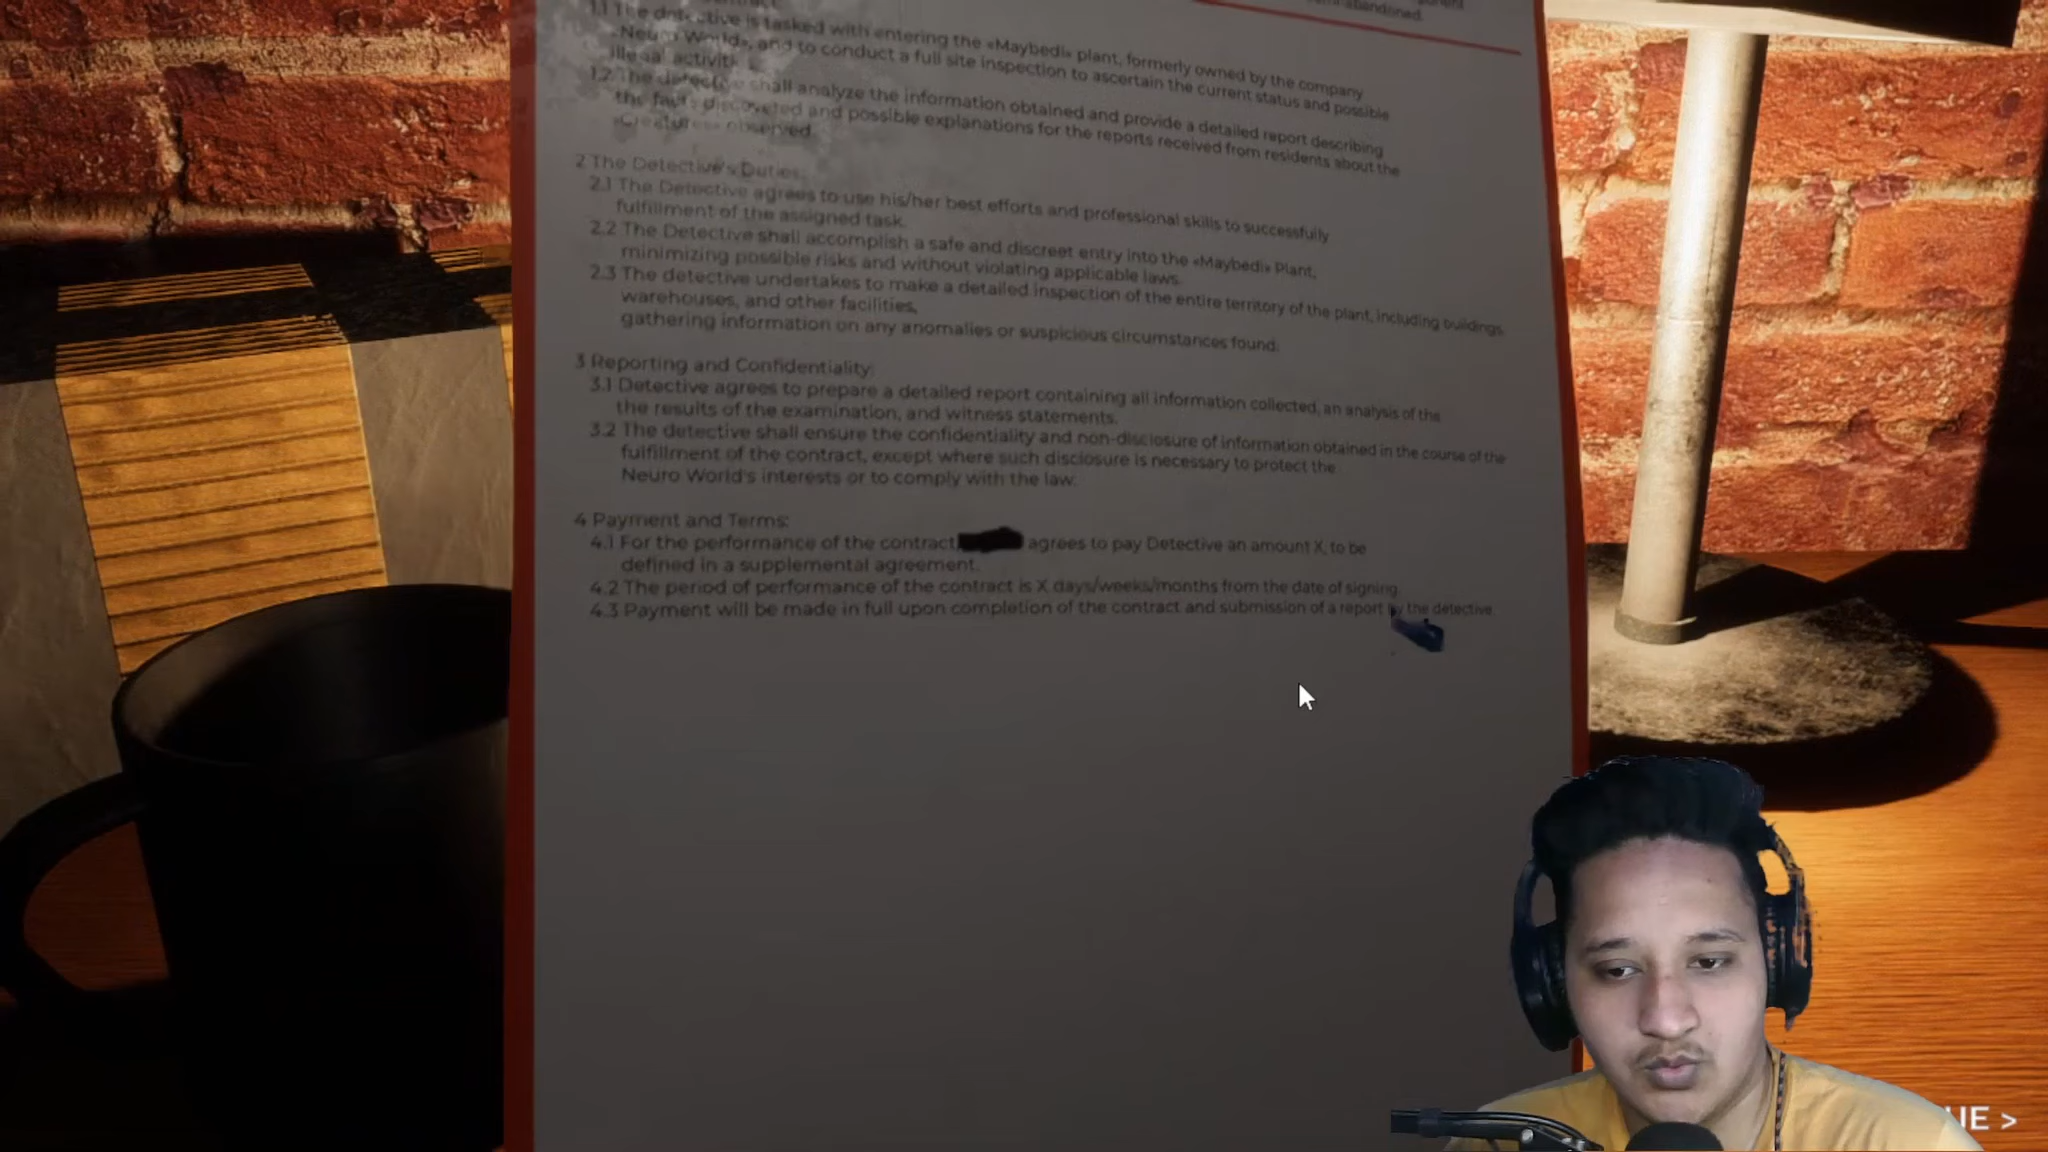 abandoned.
1.1 The detective is tasked with entering the «Maybedi» plant, formerly owned by the company
«Neuro World», and to conduct a full site inspection to ascertain the current status and possible
illegal activiti
1.2 The detective shall analyze the information obtained and provide a detailed report describing
the facts discovered and possible explanations for the reports received from residents about the
«Creatures» observed.
2 The Detective's Duties:
2.1 The Detective agrees to use his/her best efforts and professional skills to successfully
fulfillment of the assigned task.
2.2 The Detective shall accomplish a safe and discreet entry into the «Maybedi» Plant,
minimizing possible risks and without violating applicable laws.
2.3 The detective undertakes to make a detailed inspection of the entire territory of the plant, including buildings,
warehouses, and other facilities,
gathering information on any anomalies or suspicious circumstances found.
3 Reporting and Confidentiality:
3.1 Detective agrees to prepare a detailed report containing all information collected, an analysis of the
the results of the examination, and witness statements.
3.2 The detective shall ensure the confidentiality and non-disclosure of information obtained in the course of the
fulfillment of the contract, except where such disclosure is necessary to protect the
Neuro World's interests or to comply with the law.
4 Payment and Terms:
4.1 For the performance of the contract, agrees to pay Detective an amount X, to be
defined in a supplemental agreement.
4.2 The period of performance of the contract is X days/weeks/months from the date of signing.
4.3 Payment will be made in full upon completion of the contract and submission of a report by the detective.
>